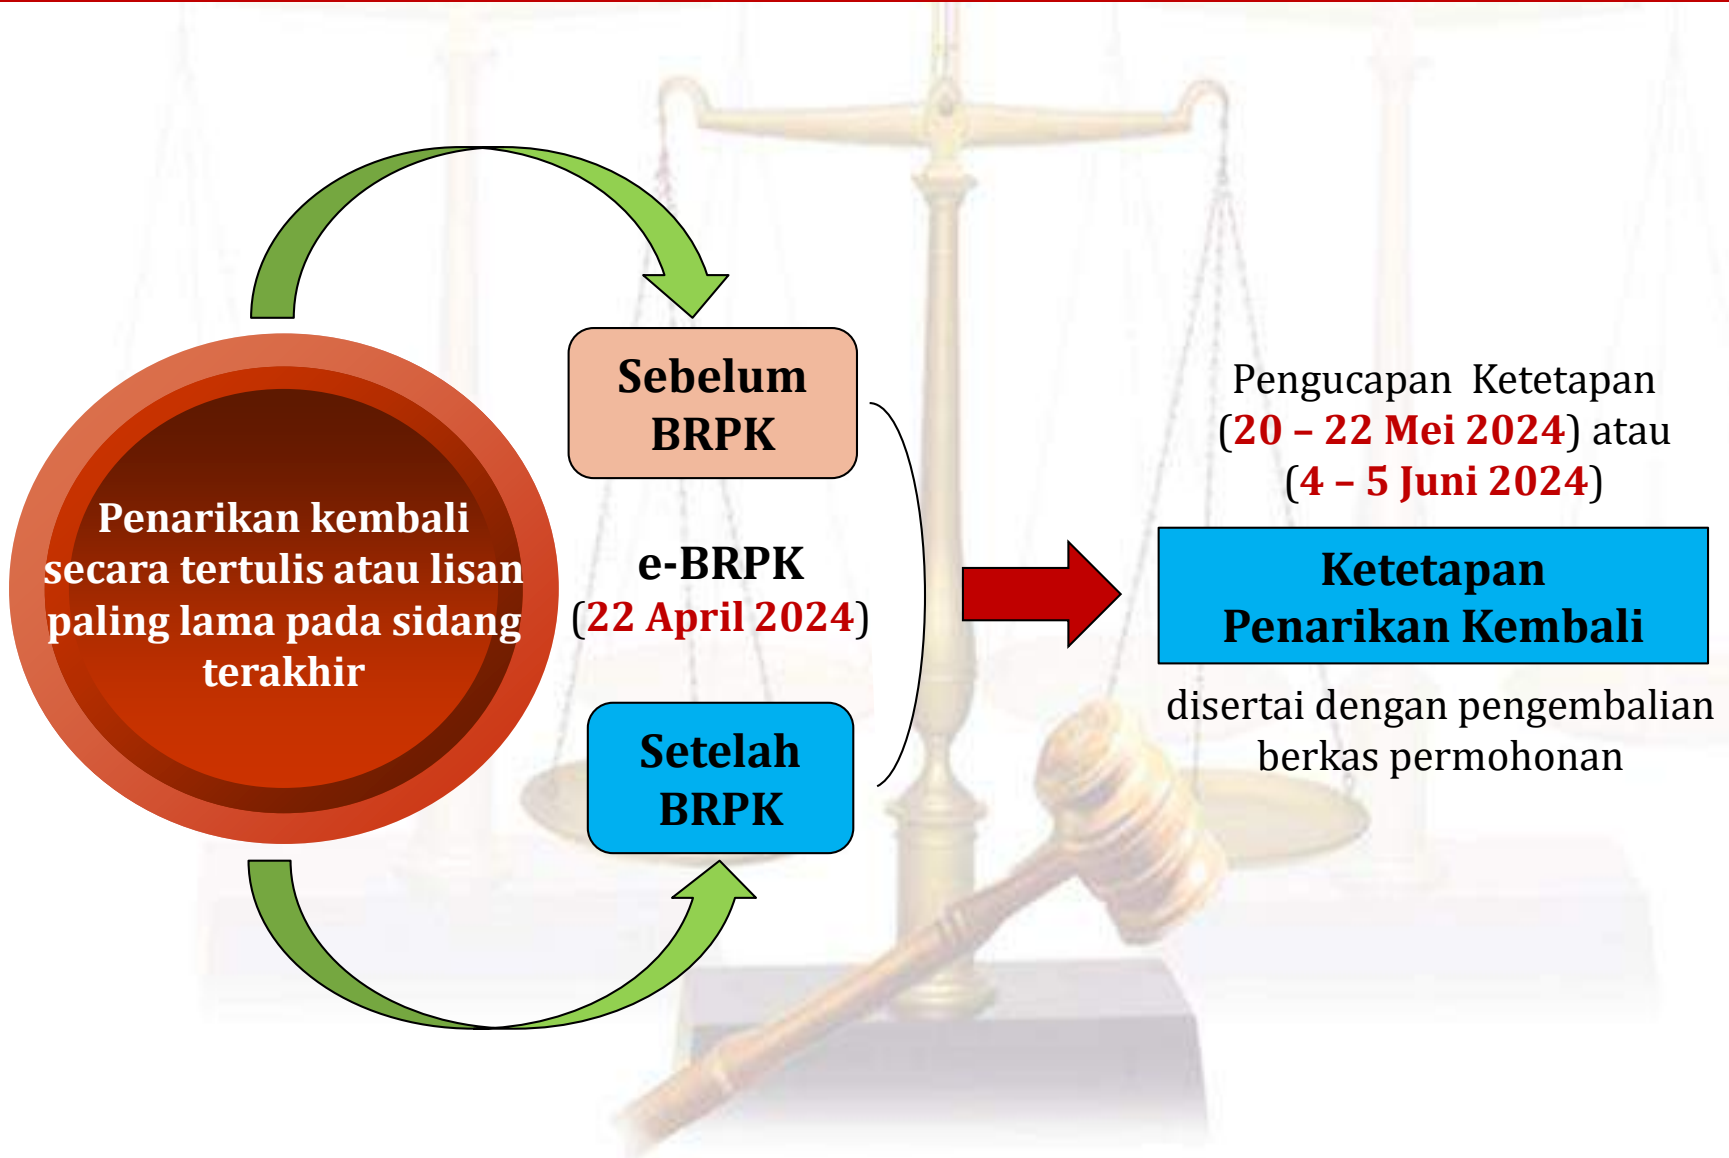 Penarikan kembali
secara tertulis atau lisan
paling lama pada sidang
terakhir
Sebelum
BRPK
e-BRPK
(22 April 2024)
Setelah
BRPK
Pengucapan  Ketetapan
(20 – 22 Mei 2024) atau
(4 – 5 Juni 2024)
Ketetapan
Penarikan Kembali
disertai dengan pengembalian
berkas permohonan